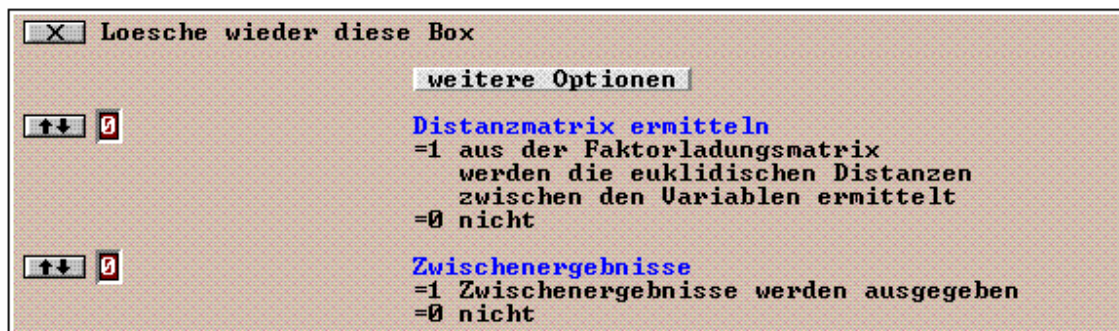 X Loesche wieder diese Box
weitere Optionen
↑↓ 0 Distanzmatrix ermitteln
=1 aus der Faktorladungsmatrix
werden die euklidischen Distanzen
zwischen den Variablen ermittelt
=0 nicht
↑↓ 0 Zwischenergebnisse
=1 Zwischenergebnisse werden ausgegeben
=0 nicht